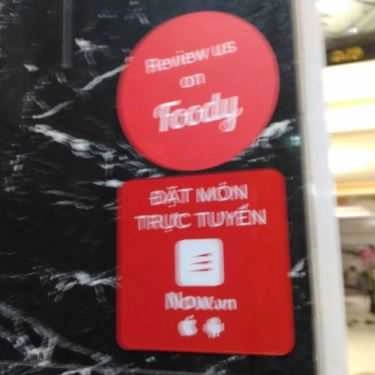 Review us
on
Foody
ĐẶT MÓN
TRỰC TUYẾN
Now.vn